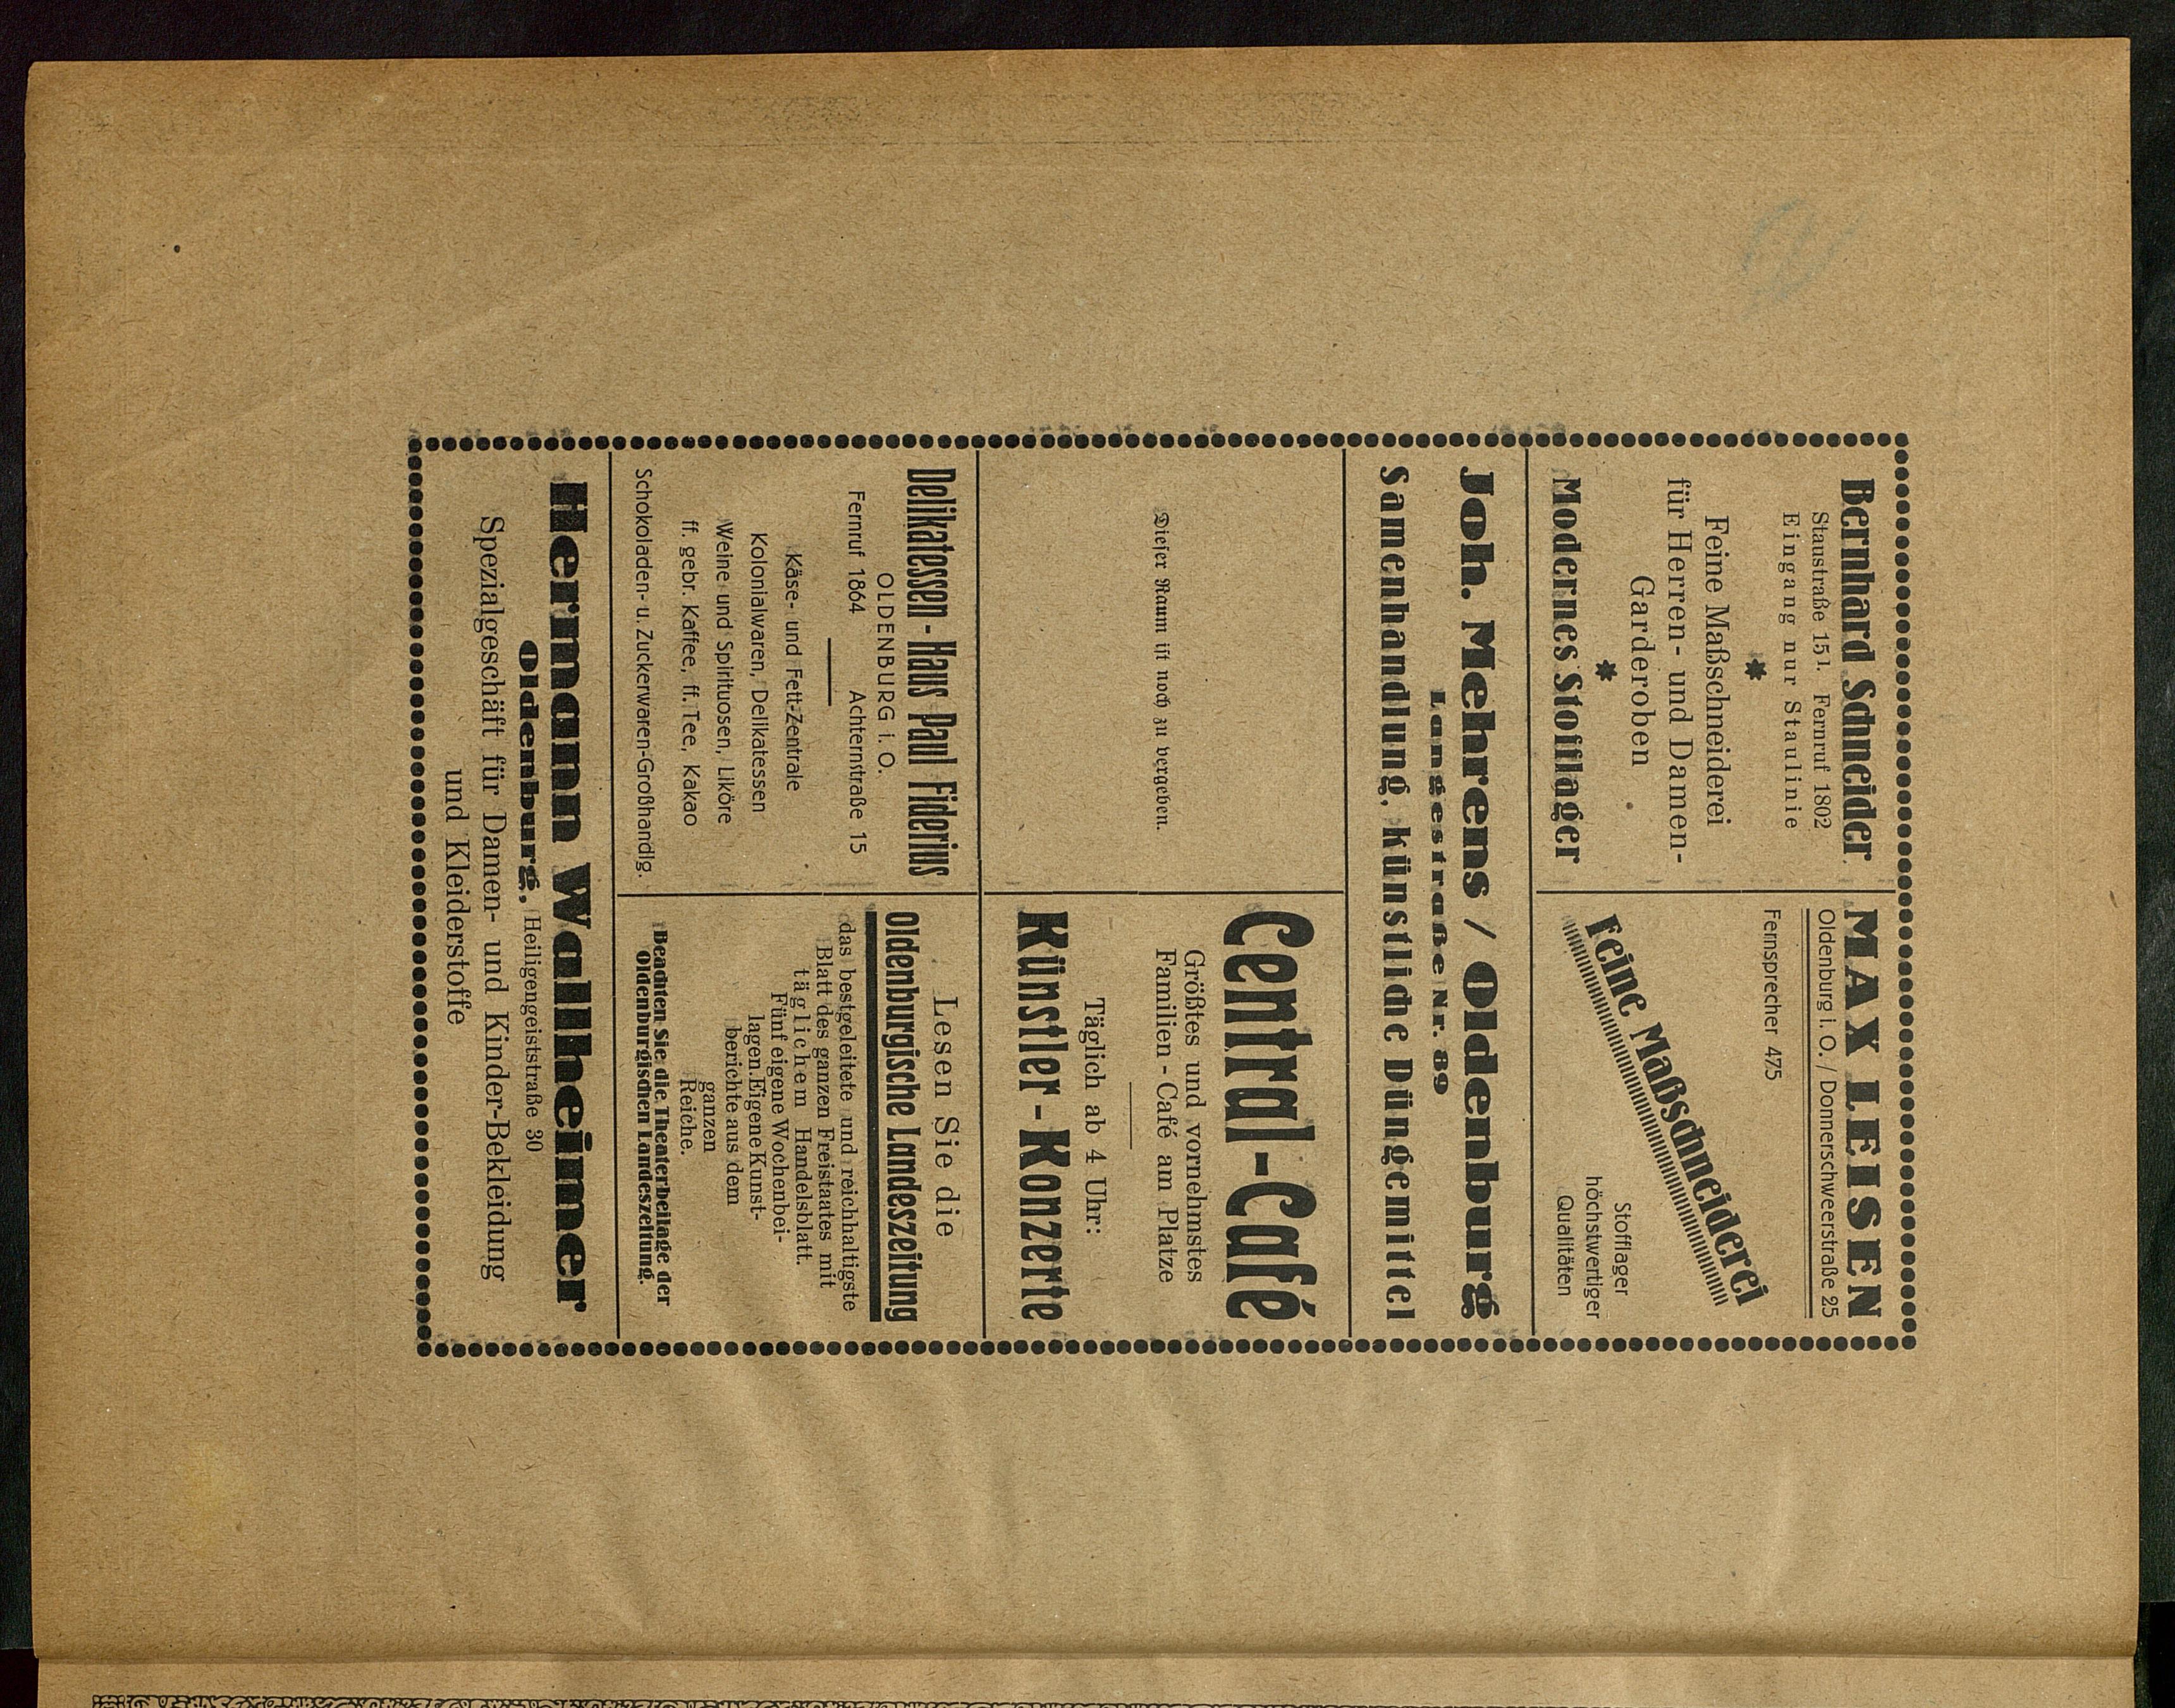 Bernhard Schneider
Staustraße 15¹. Fernruf 1802
Eingang nur Staulinie
Feine Maßschneiderei
für Herren- und Damen-
Garderoben
Modernes Stofflager
MAX LEISEN
Oldenburg i. O. / Donnerschweerstraße 25
Fernsprecher 475
Feine Maßschneiderei
Stofflager
höchstwertiger
Qualitäten
Joh. Mehrens / Oldenburg
Langestraße Nr. 89
Samenhandlung, künstliche Düngemittel
Dieser Raum ist noch zu vergeben.
Central-Café
Größtes und vornehmstes
Familien-Café am Platze
Täglich ab 4 Uhr:
Künstler-Konzerte
Delikatessen-Haus Paul Fiderius
OLDENBURG i. O.
Fernruf 1864 Achternstraße 15
Käse- und Fett-Zentrale
Kolonialwaren, Delikatessen
Weine und Spirituosen, Liköre
ff. gebr. Kaffee, ff. Tee, Kakao
Schokoladen- u. Zuckerwaren-Großhandlg.
Lesen Sie die
Oldenburgische Landeszeitung
das bestgeleitete und reichhaltigste
Blatt des ganzen Freistaates mit
täglichem Handelsblatt.
Fünf eigene Wochenbei-
lagen. Eigene Kunst-
berichte aus dem
ganzen
Reiche.
Beachten Sie die Theaterbeilage der
Oldenburgischen Landeszeitung.
Hermann Wallheimer
Oldenburg, Heiligengeiststraße 30
Spezialgeschäft für Damen- und Kinder-Bekleidung
und Kleiderstoffe